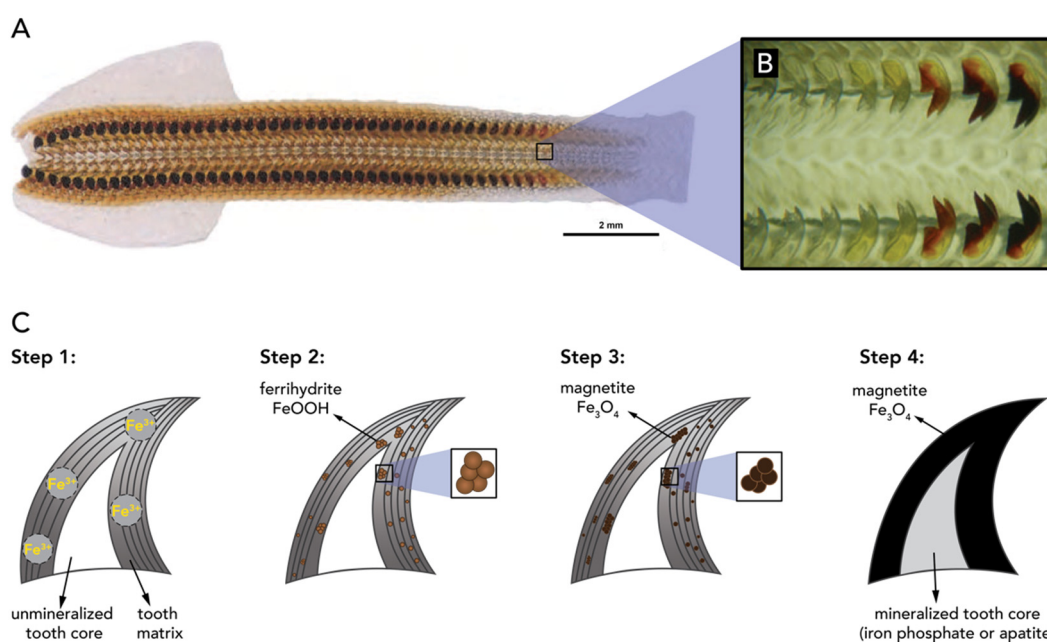 A
B
2 mm
C
Step 1:
Step 2:
Step 3:
Step 4:
ferrihydrite
FeOOH
magnetite
Fe₃O₄
magnetite
Fe₃O₄
Fe³⁺
Fe³⁺
Fe³⁺
Fe³⁺
unmineralized
tooth core
tooth
matrix
mineralized tooth core
(iron phosphate or apatite)